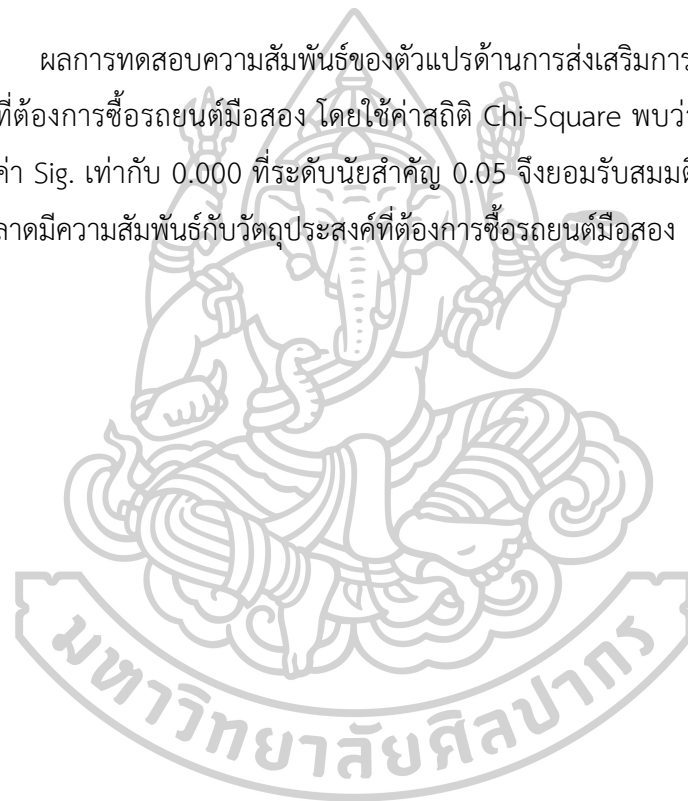 ผลการทดสอบความสัมพันธ์ของตัวแปรด้านการส่งเสริมการ
ที่ต้องการซื้อรถยนต์มือสอง โดยใช้ค่าสถิติ Chi-Square พบว่
ค่า Sig. เท่ากับ 0.000 ที่ระดับนัยสำคัญ 0.05 จึงยอมรับสมมติ
ลาดมีความสัมพันธ์กับวัตถุประสงค์ที่ต้องการซื้อรถยนต์มือสอง
มหาวิทยาลัยศิลปากร